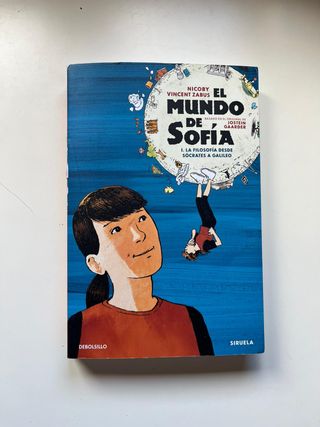 NICOBY
VINCENT ZABUS
EL
MUNDO
DE
BASADO EN EL ORIGINAL DE
JOSTEIN
GAARDER
SOFÍA
I. LA FILOSOFÍA DESDE
SÓCRATES A GALILEO
DEBOLSILLO
SIRUELA